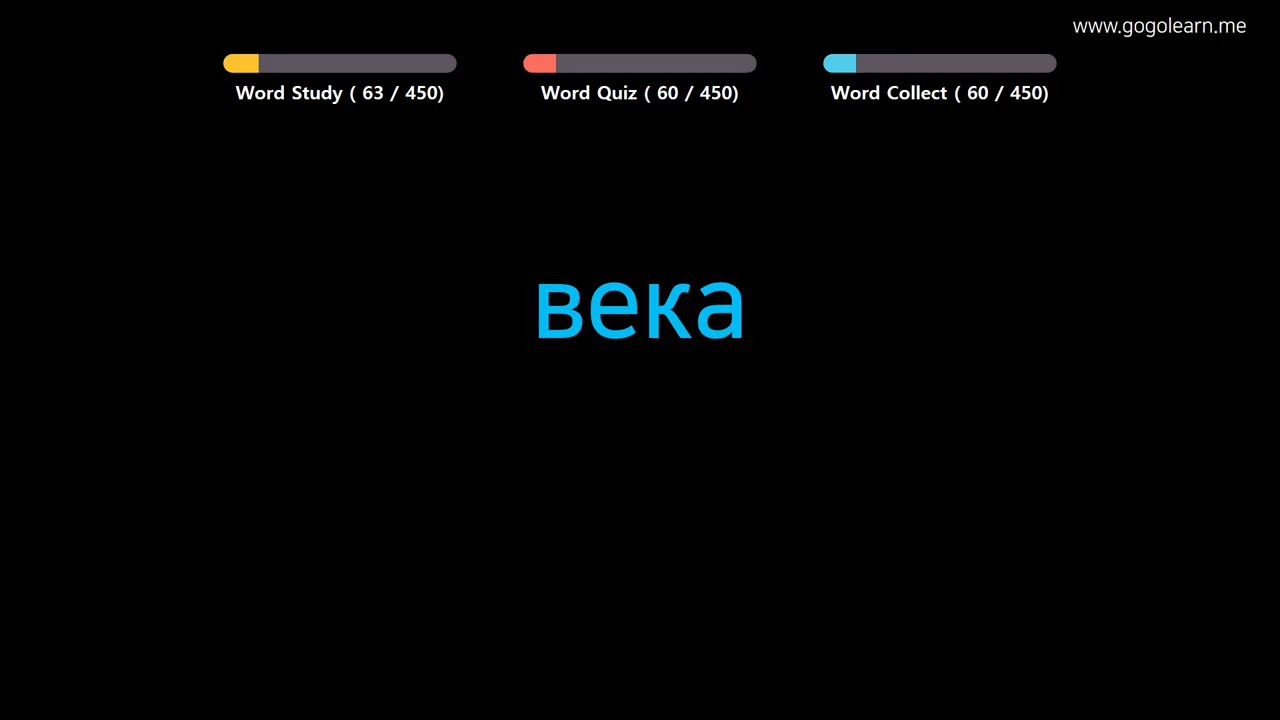 www.gogolearn.me
Word Study ( 63 / 450)
Word Quiz ( 60 / 450)
Word Collect ( 60 / 450)
века